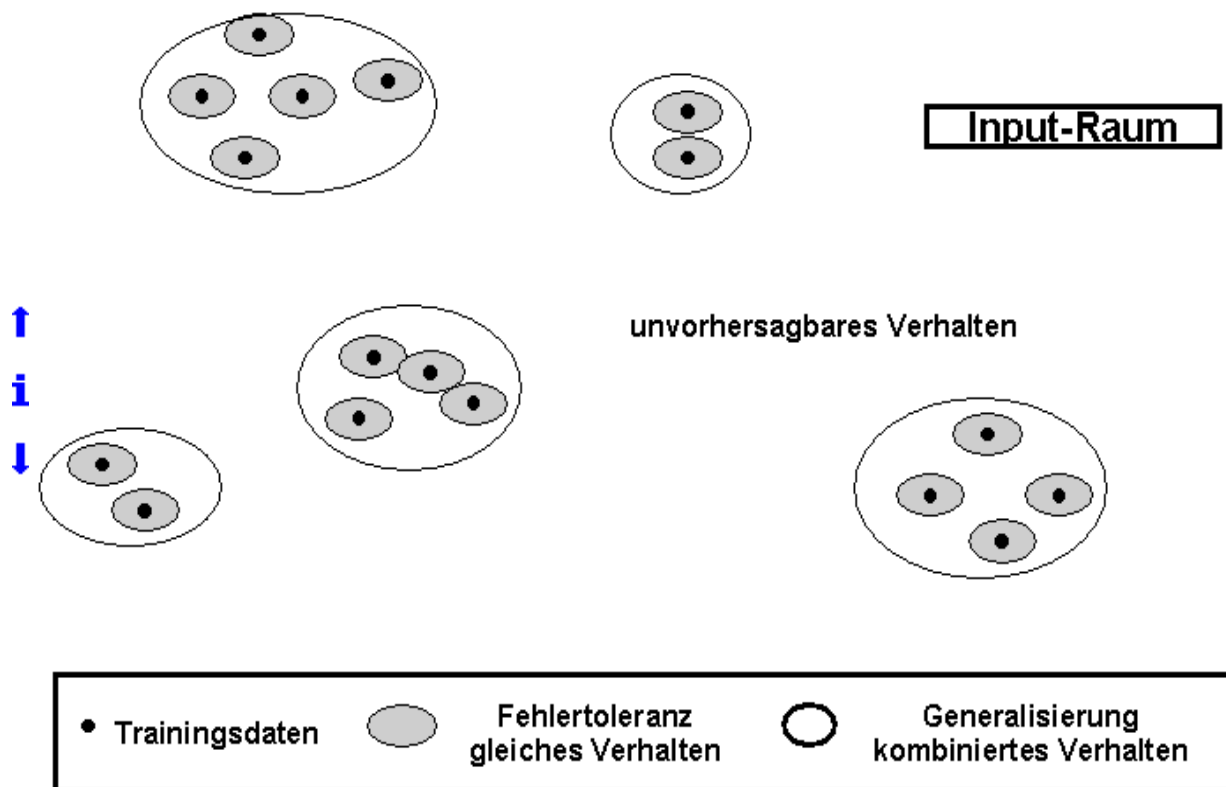 Input-Raum
unvorhersagbares Verhalten
i
Trainingsdaten
Fehlertoleranz
gleiches Verhalten
Generalisierung
kombiniertes Verhalten